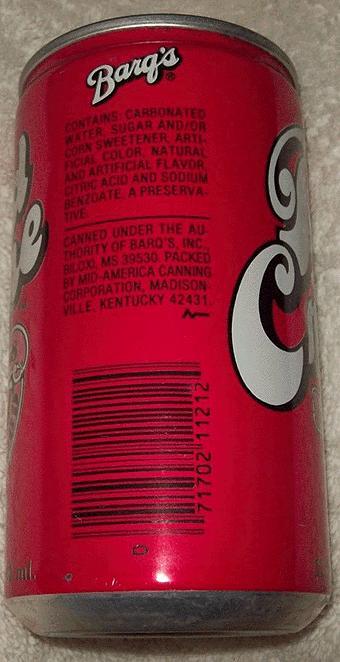 Barq's®
CONTAINS: CARBONATED
WATER, SUGAR AND/OR
CORN SWEETENER, ARTI-
FICIAL COLOR, NATURAL
AND ARTIFICIAL FLAVOR,
CITRIC ACID AND SODIUM
BENZOATE, A PRESERVA-
TIVE.
CANNED UNDER THE AU-
THORITY OF BARQ'S, INC.,
BILOXI, MS 39530. PACKED
BY MID-AMERICA CANNING
CORPORATION, MADISON-
VILLE, KENTUCKY 42431.
71702 11212
ml.